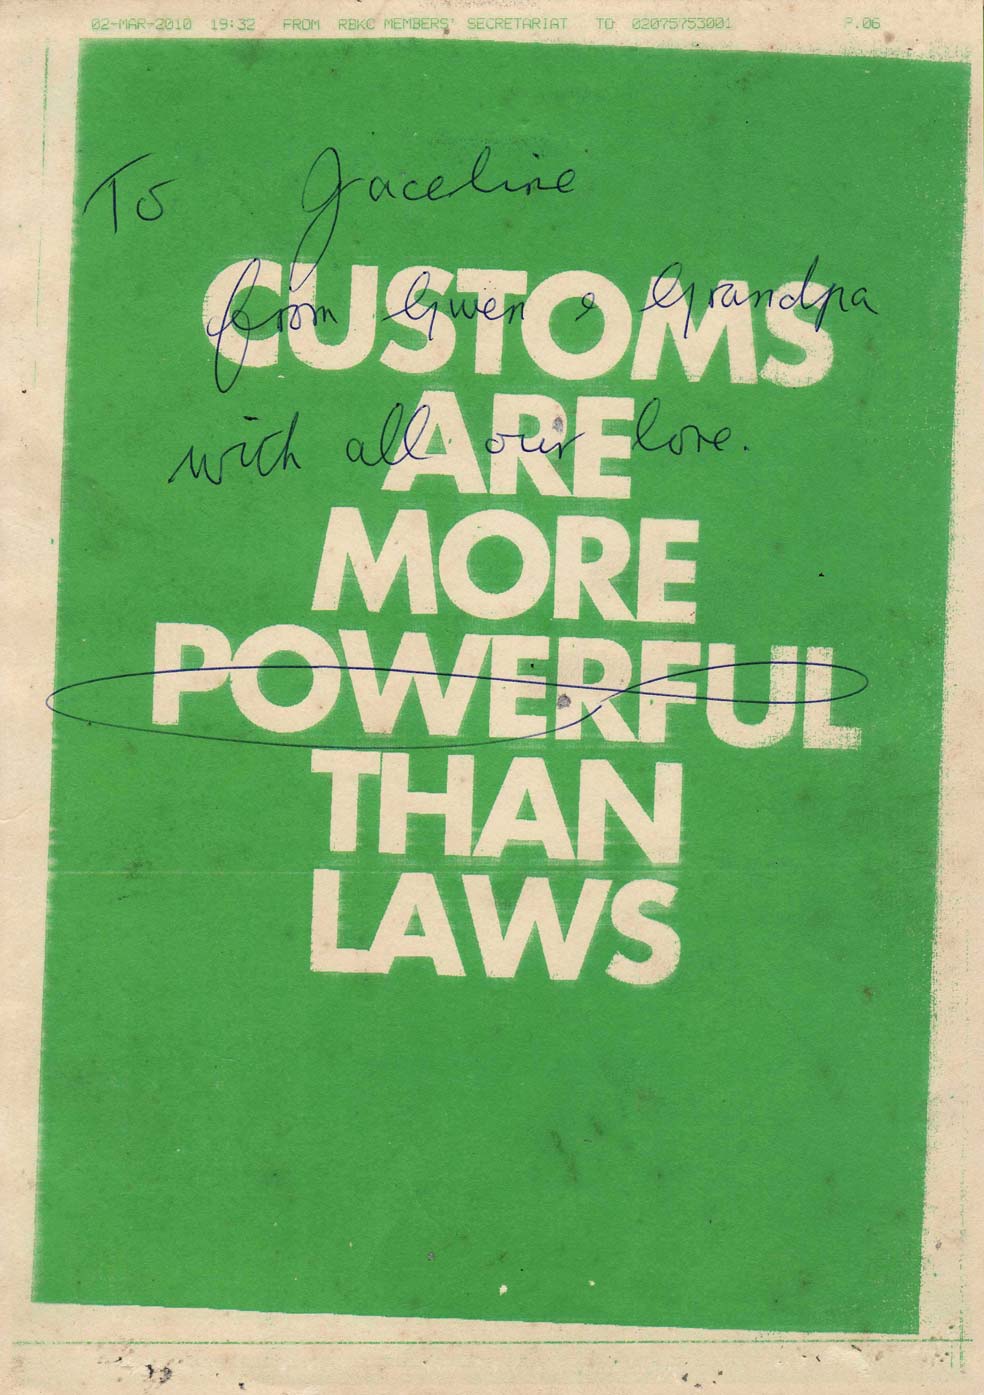 02-MAR-2010 19:32 FROM RBKC MEMBERS' SECRETARIAT TO 02075753001 P.06
To Jaceline
from Gwen & Grandpa
with all our love.
CUSTOMS
ARE
MORE
POWERFUL
THAN
LAWS